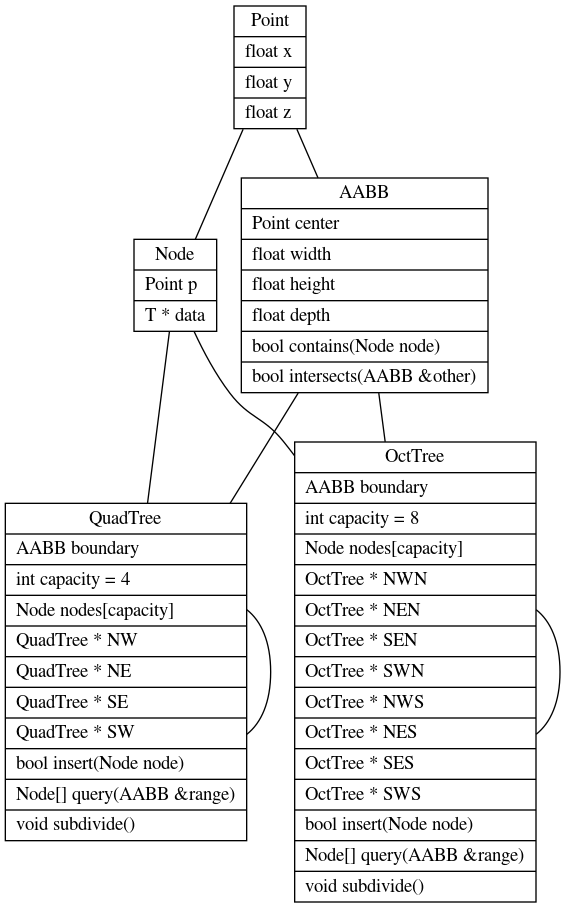 Point
float x
float y
float z
AABB
Point center
float width
float height
float depth
bool contains(Node node)
bool intersects(AABB &other)
Node
Point p
T * data
QuadTree
AABB boundary
int capacity = 4
Node nodes[capacity]
QuadTree * NW
QuadTree * NE
QuadTree * SE
QuadTree * SW
bool insert(Node node)
Node[] query(AABB &range)
void subdivide()
OctTree
AABB boundary
int capacity = 8
Node nodes[capacity]
OctTree * NWN
OctTree * NEN
OctTree * SEN
OctTree * SWN
OctTree * NWS
OctTree * NES
OctTree * SES
OctTree * SWS
bool insert(Node node)
Node[] query(AABB &range)
void subdivide()